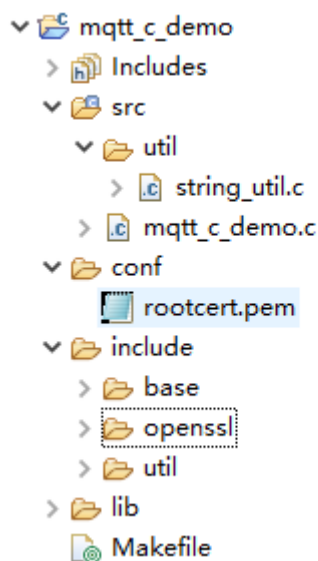 mqtt_c_demo
Includes
src
util
string_util.c
mqtt_c_demo.c
conf
rootcert.pem
include
base
openssl
util
lib
Makefile